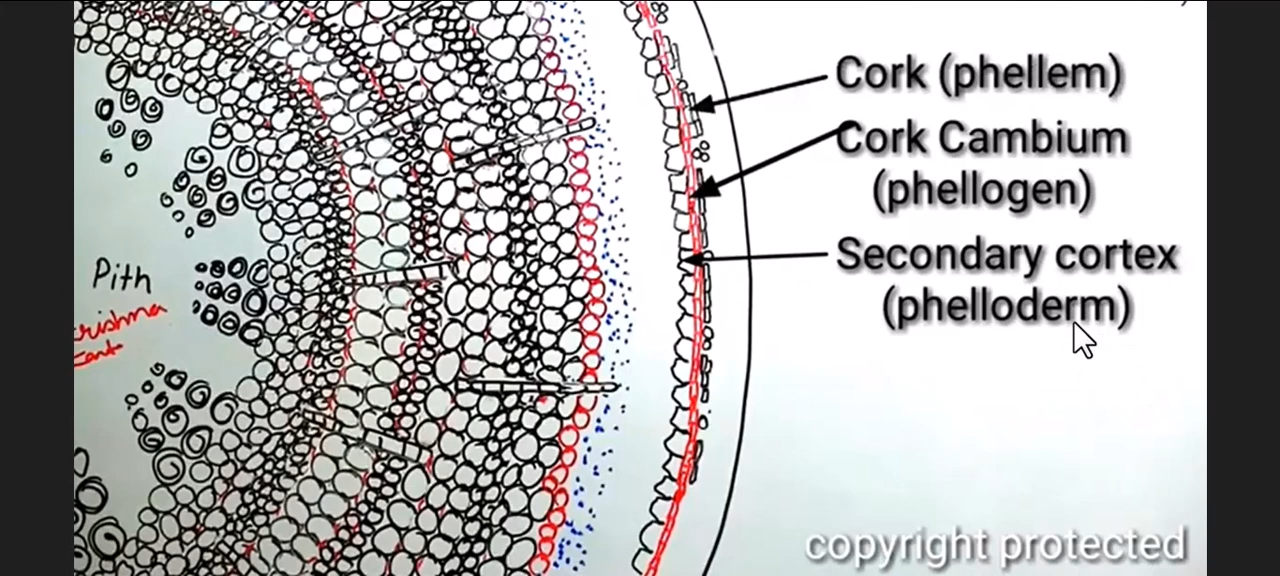 Cork (phellem)
Cork Cambium
(phellogen)
Secondary cortex
(phelloderm)
Pith
copyright protected